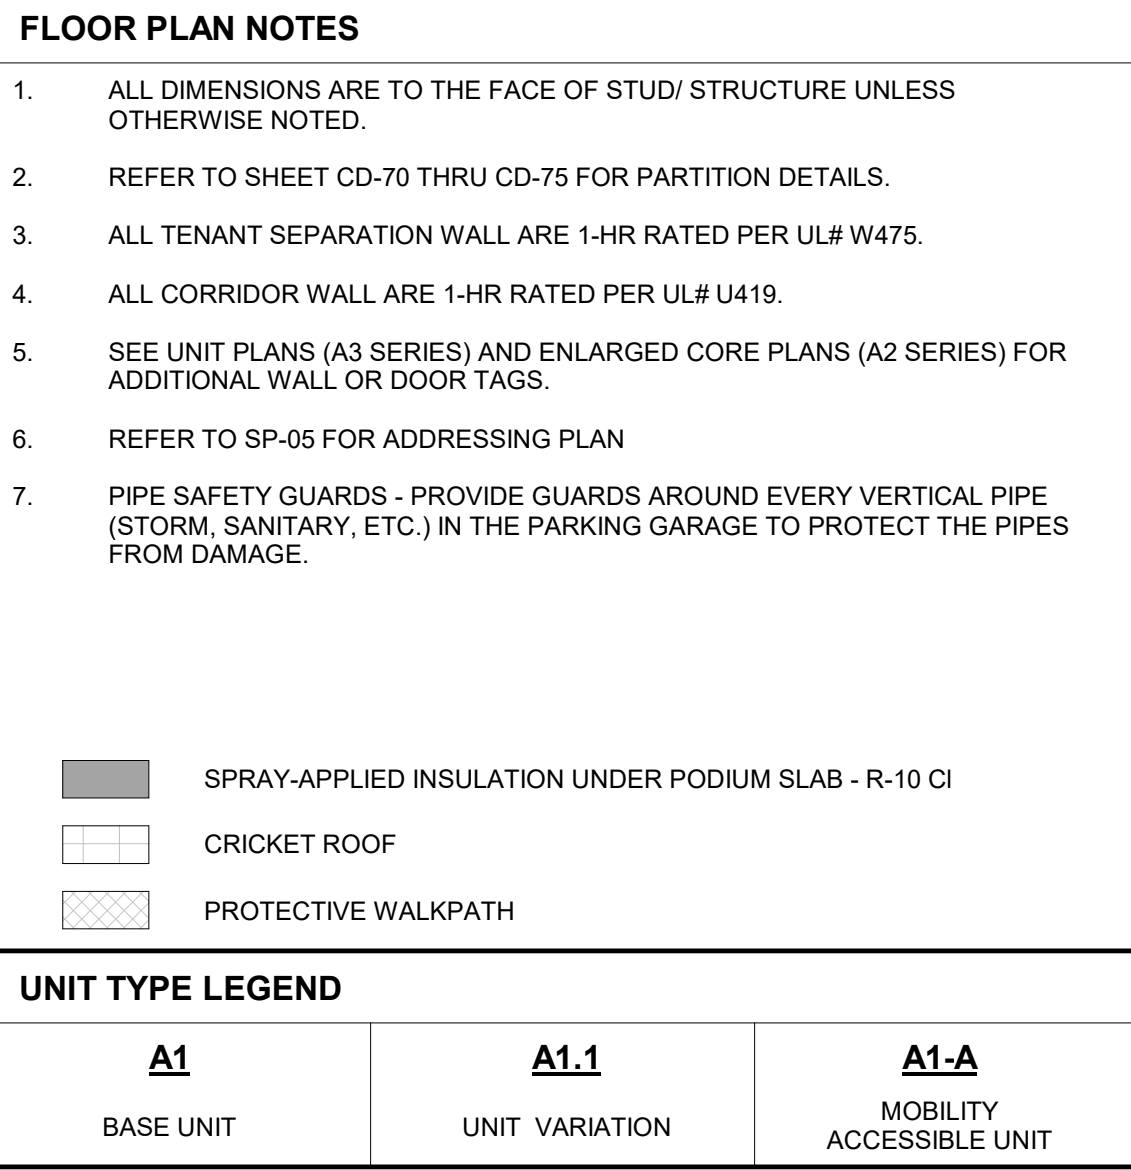 FLOOR PLAN NOTES
1. ALL DIMENSIONS ARE TO THE FACE OF STUD/ STRUCTURE UNLESS
OTHERWISE NOTED.
2. REFER TO SHEET CD-70 THRU CD-75 FOR PARTITION DETAILS.
3. ALL TENANT SEPARATION WALL ARE 1-HR RATED PER UL# W475.
4. ALL CORRIDOR WALL ARE 1-HR RATED PER UL# U419.
5. SEE UNIT PLANS (A3 SERIES) AND ENLARGED CORE PLANS (A2 SERIES) FOR
ADDITIONAL WALL OR DOOR TAGS.
6. REFER TO SP-05 FOR ADDRESSING PLAN
7. PIPE SAFETY GUARDS - PROVIDE GUARDS AROUND EVERY VERTICAL PIPE
(STORM, SANITARY, ETC.) IN THE PARKING GARAGE TO PROTECT THE PIPES
FROM DAMAGE.
SPRAY-APPLIED INSULATION UNDER PODIUM SLAB - R-10 CI
CRICKET ROOF
PROTECTIVE WALKPATH
UNIT TYPE LEGEND
A1
BASE UNIT
A1.1
UNIT VARIATION
A1-A
MOBILITY
ACCESSIBLE UNIT